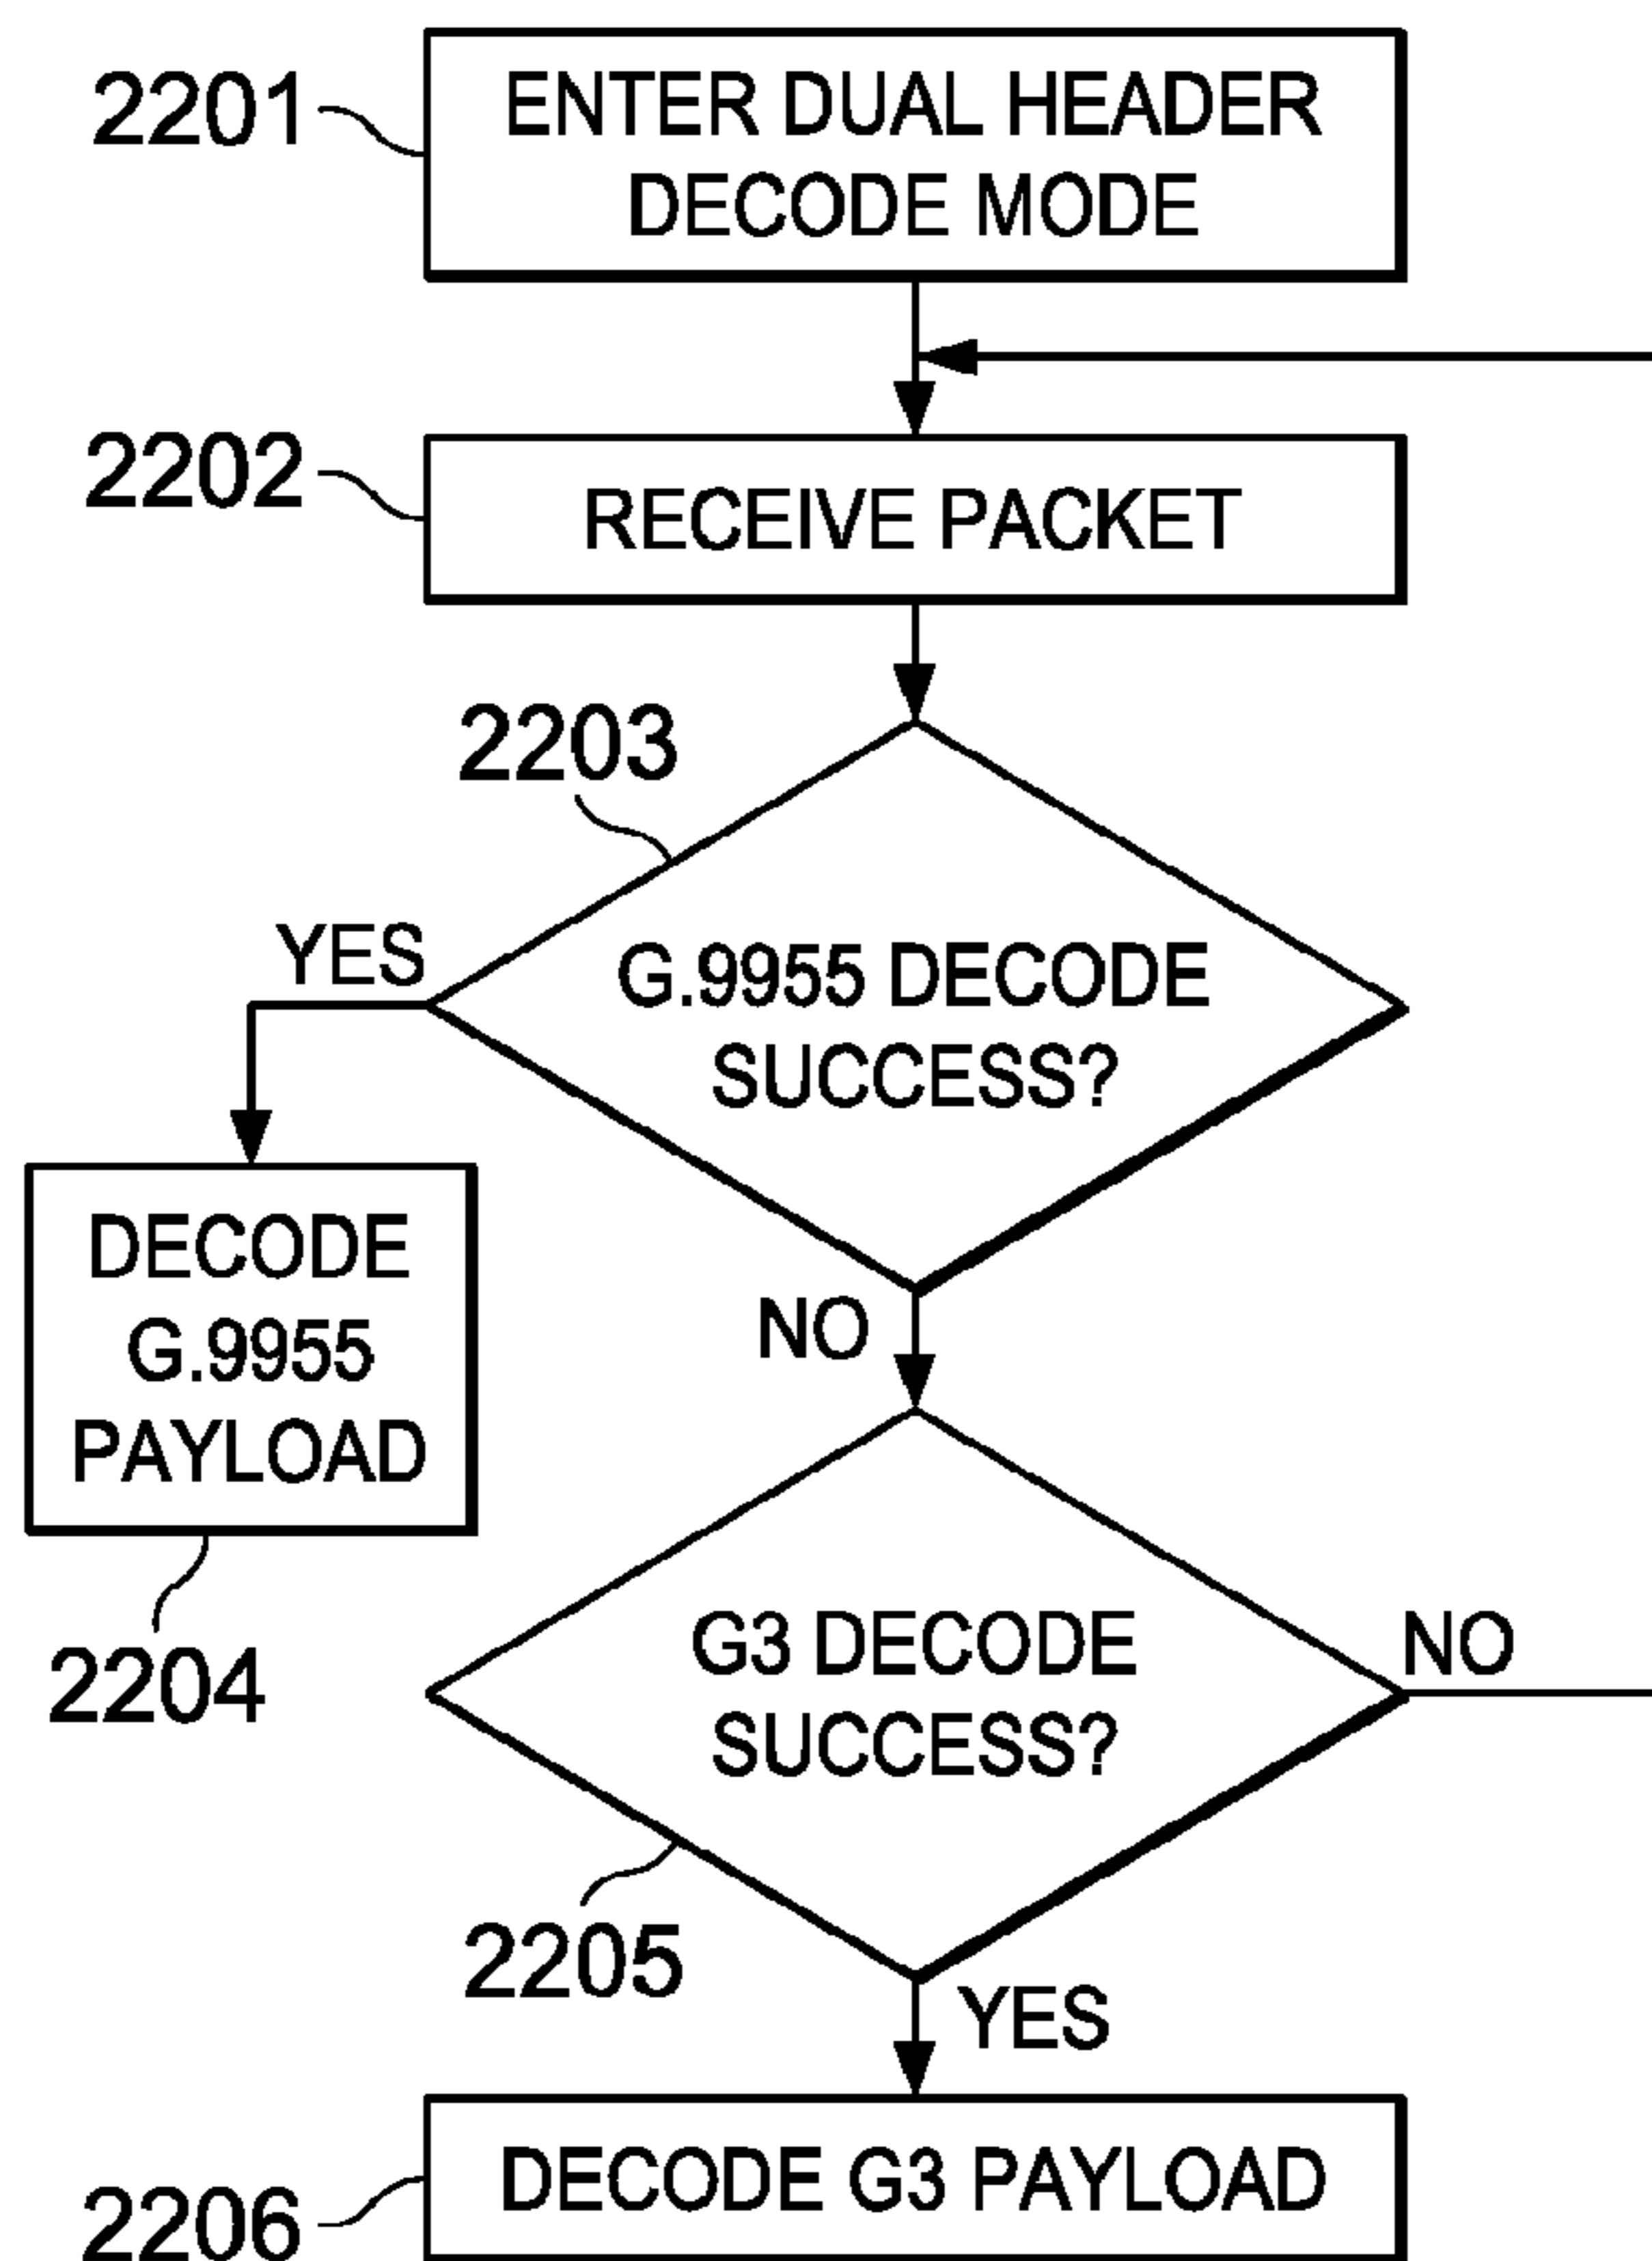 2201
ENTER DUAL HEADER
DECODE MODE
2202
RECEIVE PACKET
2203
YES
G.9955 DECODE
SUCCESS?
DECODE
G.9955
PAYLOAD
2204
NO
G3 DECODE
SUCCESS?
NO
2205
YES
DECODE G3 PAYLOAD
2206